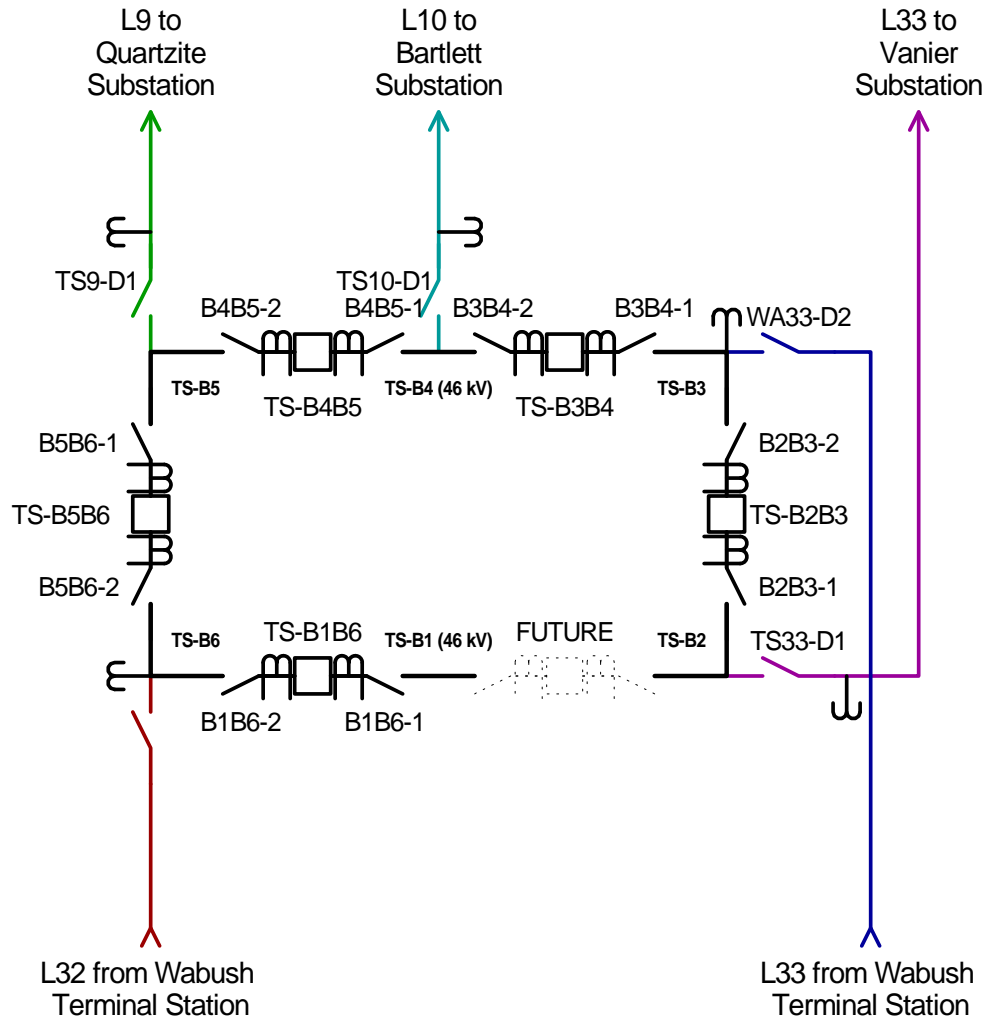 L9 to
Quartzite
Substation
L10 to
Bartlett
Substation
L33 to
Vanier
Substation
TS9-D1
TS10-D1
B4B5-2
B4B5-1
B3B4-2
B3B4-1
WA33-D2
TS-B5
TS-B4B5
TS-B4 (46 kV)
TS-B3B4
TS-B3
B5B6-1
B2B3-2
TS-B5B6
TS-B2B3
B5B6-2
B2B3-1
TS-B6
TS-B1B6
TS-B1 (46 kV)
FUTURE
TS-B2
TS33-D1
B1B6-2
B1B6-1
L32 from Wabush
Terminal Station
L33 from Wabush
Terminal Station